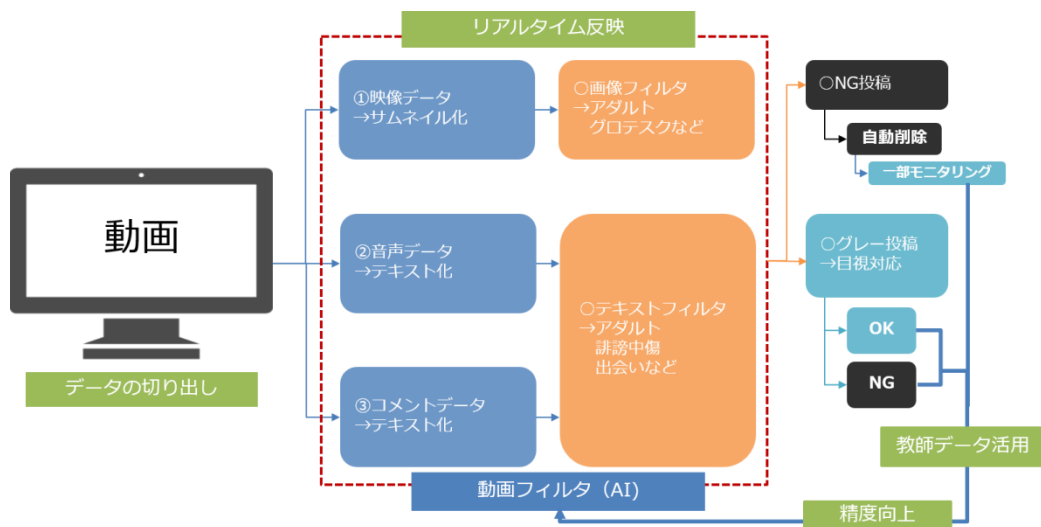 リアルタイム反映
動画
データの切り出し
①映像データ
→サムネイル化
○画像フィルタ
→アダルト
グロテスクなど
②音声データ
→テキスト化
③コメントデータ
→テキスト化
○テキストフィルタ
→アダルト
誹謗中傷
出会いなど
動画フィルタ（AI)
○NG投稿
自動削除
一部モニタリング
○グレー投稿
→目視対応
OK
NG
教師データ活用
精度向上